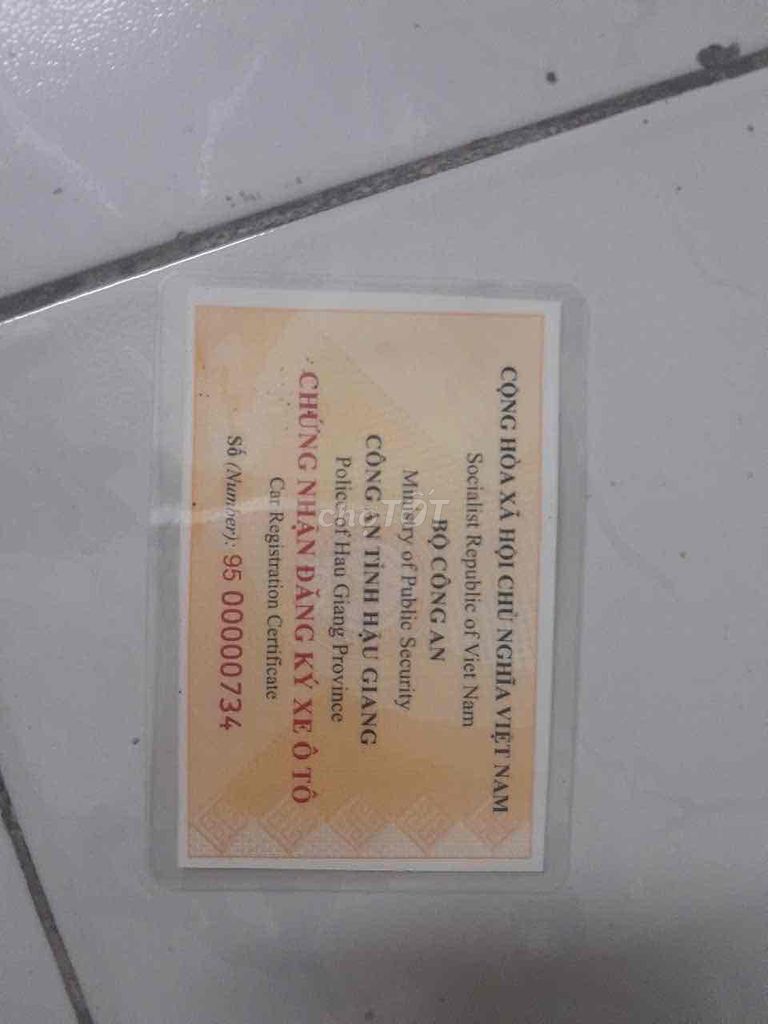 CỘNG HÒA XÃ HỘI CHỦ NGHĨA VIỆT NAM
Socialist Republic of Viet Nam
BỘ CÔNG AN
Ministry of Public Security
CÔNG AN TỈNH HẬU GIANG
Police of Hau Giang Province
CHỨNG NHẬN ĐĂNG KÝ XE Ô TÔ
Car Registration Certificate
Số (Number): 95 00000734
chợTỐT